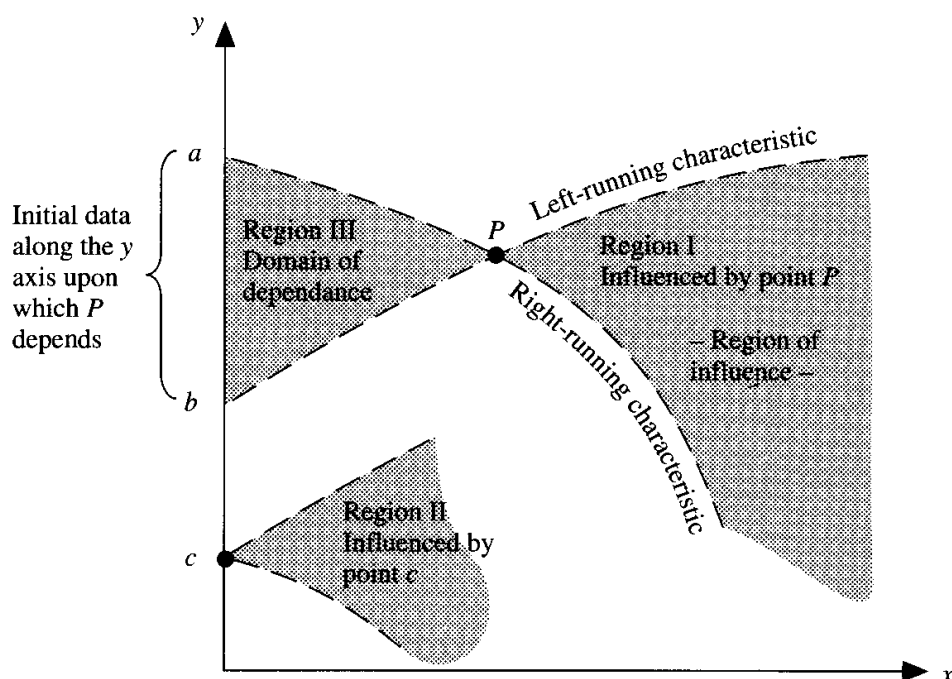 y
a
Initial data
along the y
axis upon
which P
depends
b
c
Region III
Domain of
dependance
P
Left-running characteristic
Region I
Influenced by point P
– Region of
influence –
Right-running characteristic
Region II
Influenced by
point c
x